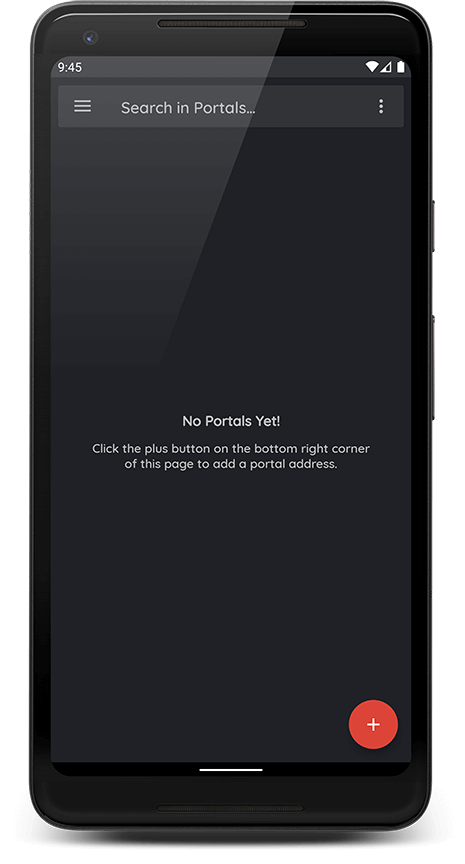 9:45
Search in Portals...
No Portals Yet!
Click the plus button on the bottom right corner
of this page to add a portal address.